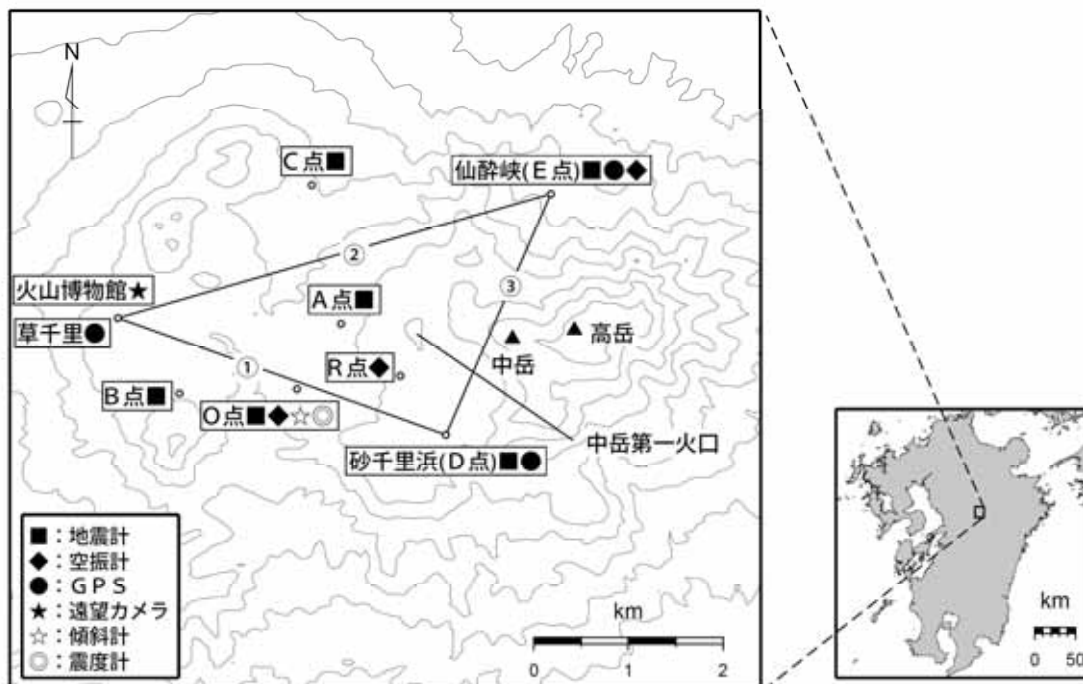 N
C点■
仙酔峡(E点)■●◆
②
③
火山博物館★
A点■
草千里●
高岳
中岳
①
R点◆
B点■
O点■◆☆◎
中岳第一火口
砂千里浜(D点)■●
■：地震計
◆：空振計
●：GPS
★：遠望カメラ
☆：傾斜計
◎：震度計
km
0 1 2
km
0 50